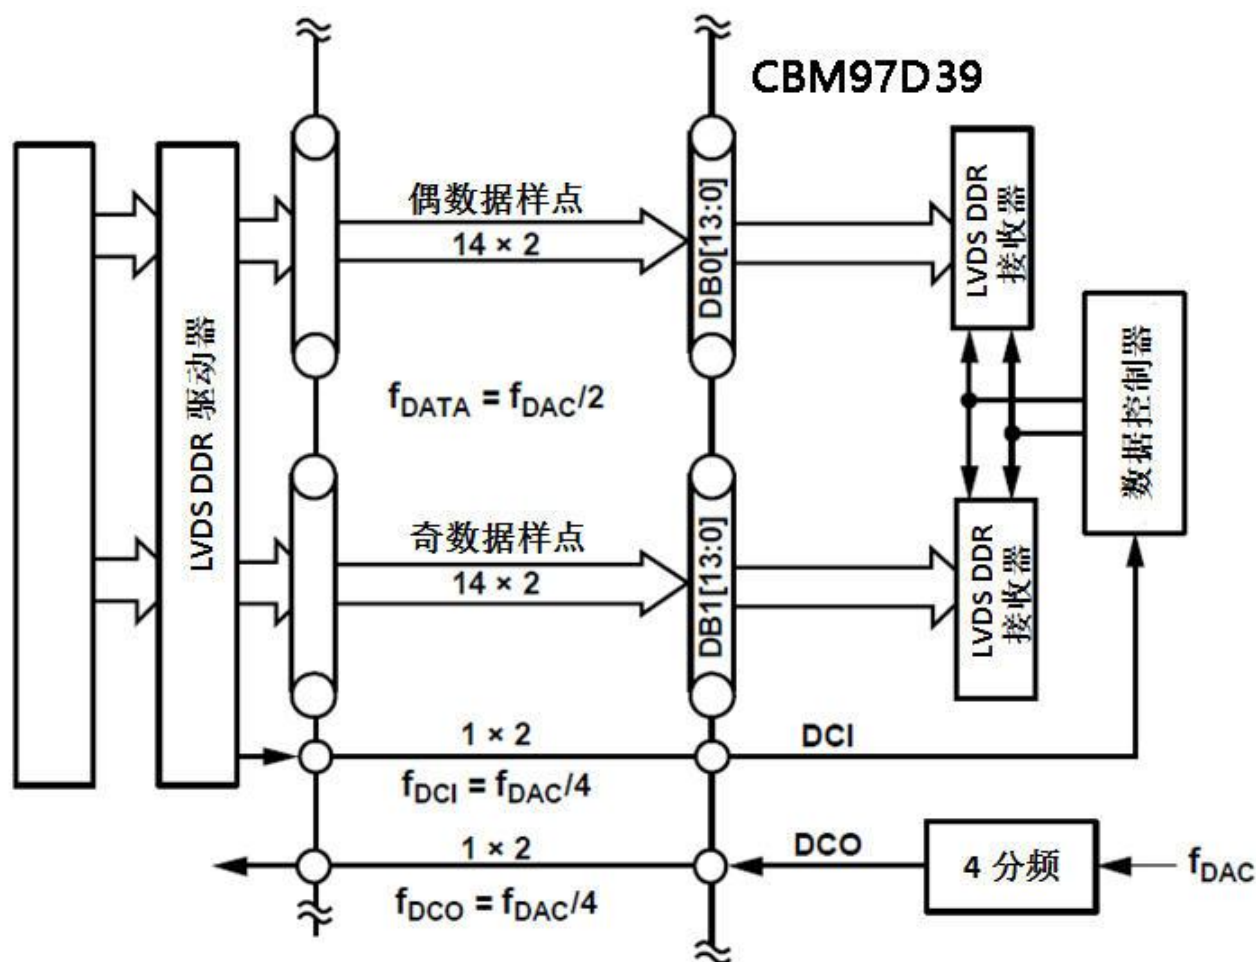 CBM97D39
偶数据样点
14 × 2
DB0[13:0]
LVDS DDR
接收器
LVDS DDR 驱动器
f_DATA = f_DAC/2
数据控制器
奇数据样点
14 × 2
DB1[13:0]
LVDS DDR
接收器
1 × 2
DCI
f_DCI = f_DAC/4
1 × 2
DCO
4 分频
f_DAC
f_DCO = f_DAC/4